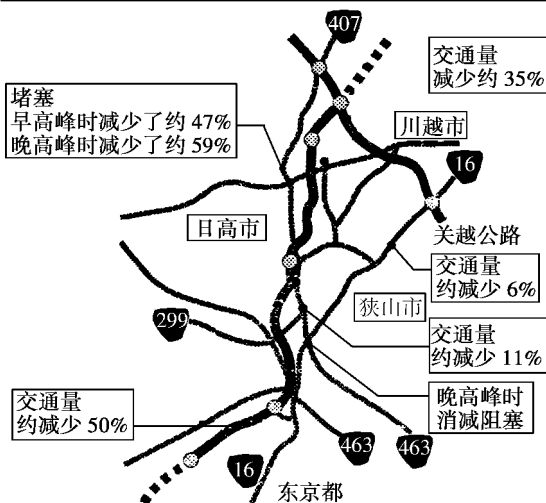 407
交通量
减少约 35%
堵塞
早高峰时减少了约 47%
晚高峰时减少了约 59%
川越市
16
日高市
关越公路
交通量
约减少 6%
狭山市
299
交通量
约减少 11%
交通量
约减少 50%
晚高峰时
消减阻塞
463
463
16
东京都